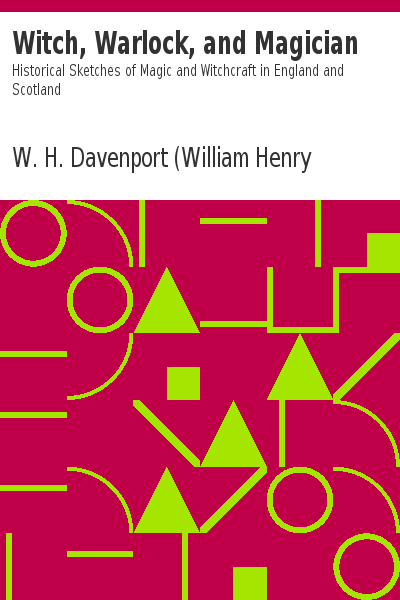 Witch, Warlock, and Magician
Historical Sketches of Magic and Witchcraft in England and
Scotland
W. H. Davenport (William Henry